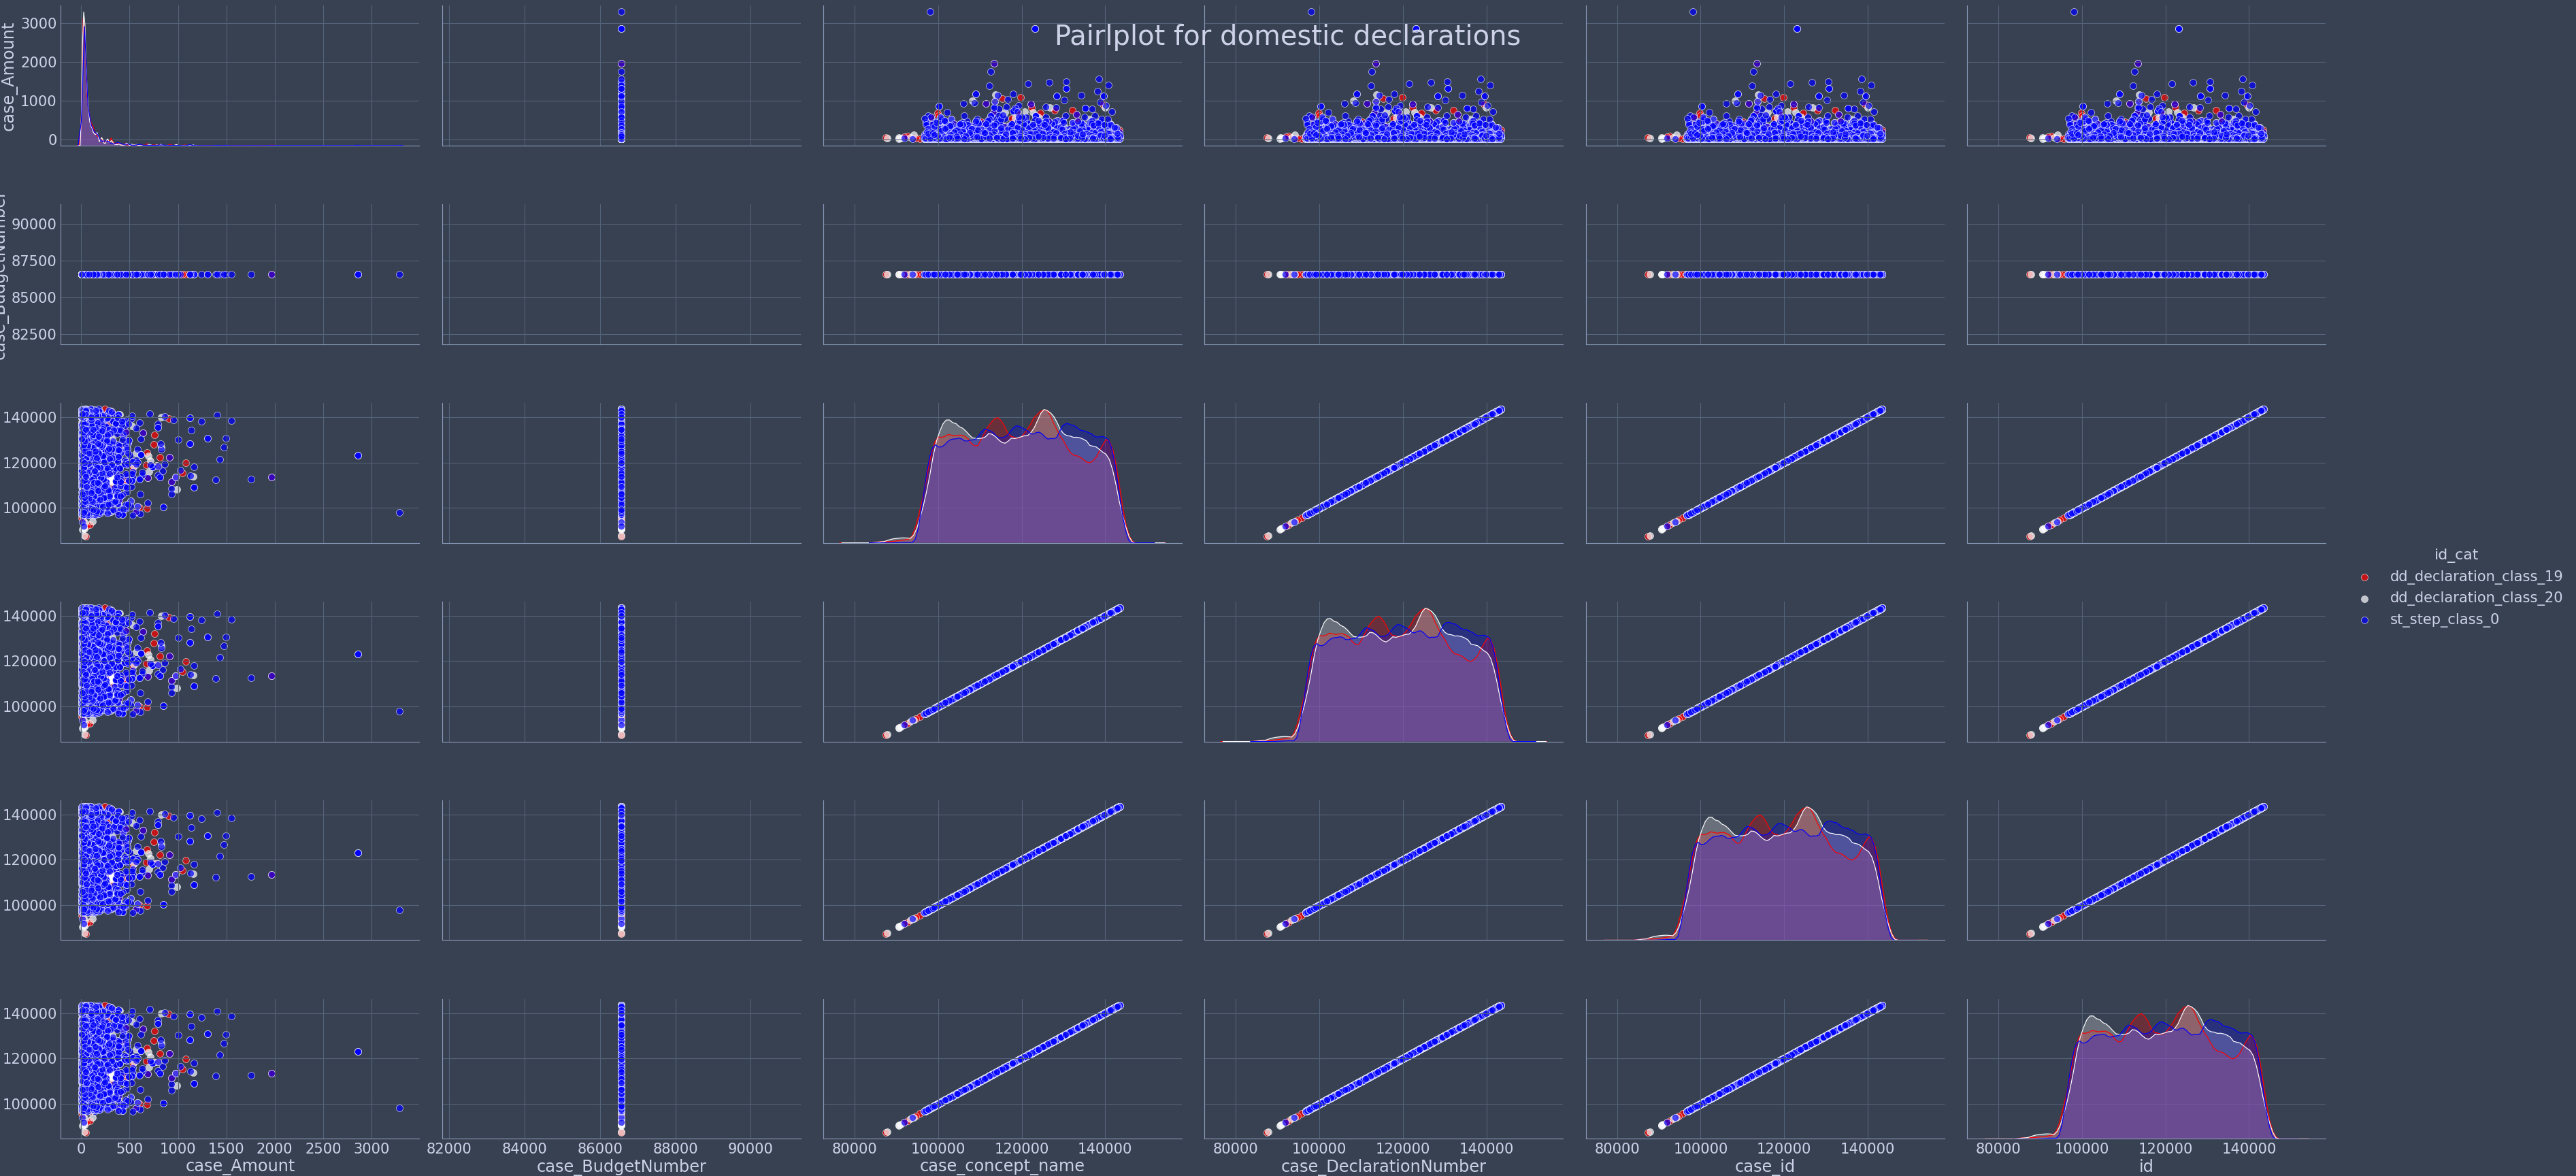 Pairlplot for domestic declarations
case_Amount
3000
2000
1000
0
case_BudgetNumber
90000
87500
85000
82500
140000
120000
100000
140000
120000
100000
140000
120000
100000
140000
120000
100000
0 500 1000 1500 2000 2500 3000
case_Amount
82000 84000 86000 88000 90000
case_BudgetNumber
80000 100000 120000 140000
case_concept_name
80000 100000 120000 140000
case_DeclarationNumber
80000 100000 120000 140000
case_id
80000 100000 120000 140000
id
id_cat
dd_declaration_class_19
dd_declaration_class_20
st_step_class_0